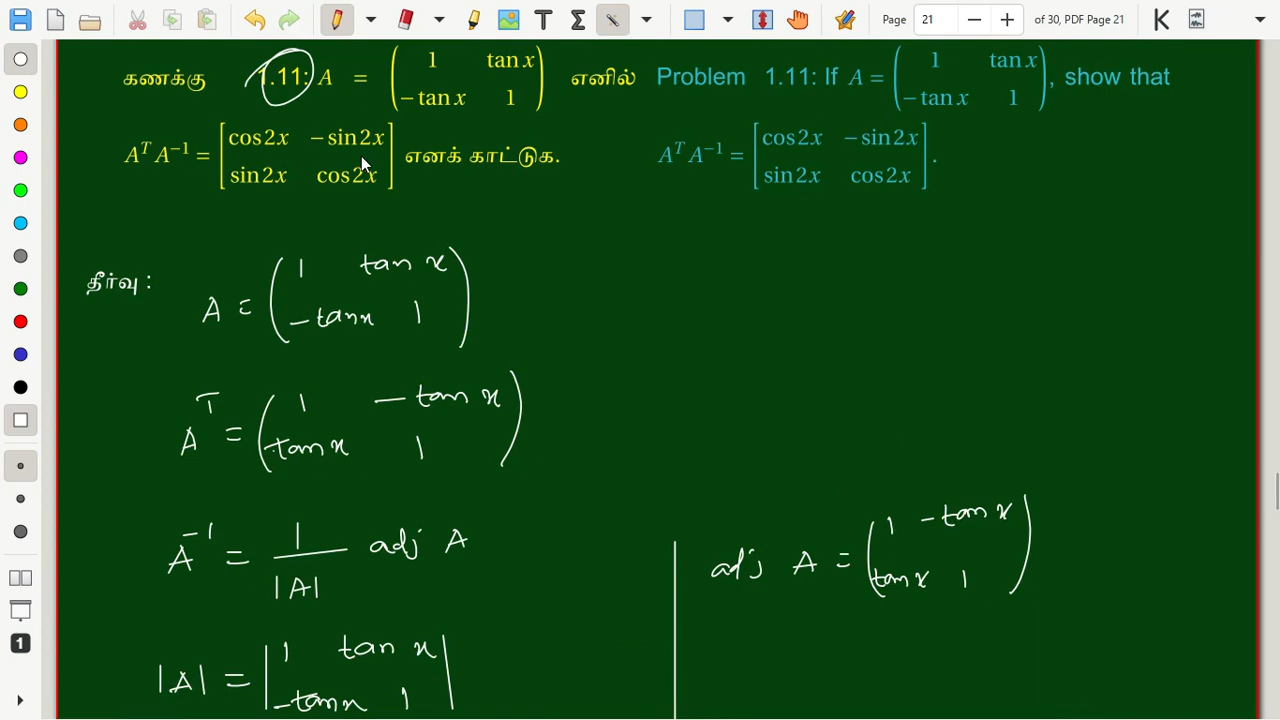 Page 21 of 30, PDF Page 21
கணக்கு 1.11: A = ( 1 tan x ; − tan x 1 ) எனில்
Aᵀ A⁻¹ = [ cos 2x − sin 2x ; sin 2x cos 2x ] எனக் காட்டுக.
Problem 1.11: If A = ( 1 tan x ; − tan x 1 ), show that
Aᵀ A⁻¹ = [ cos 2x − sin 2x ; sin 2x cos 2x ].
தீர்வு : A = ( 1 tan x ; − tan x 1 )
Aᵀ = ( 1 − tan x ; tan x 1 )
A⁻¹ = 1 / |A| adj A
adj A = ( 1 − tan x ; tan x 1 )
|A| = | 1 tan x ; − tan x 1 |
1